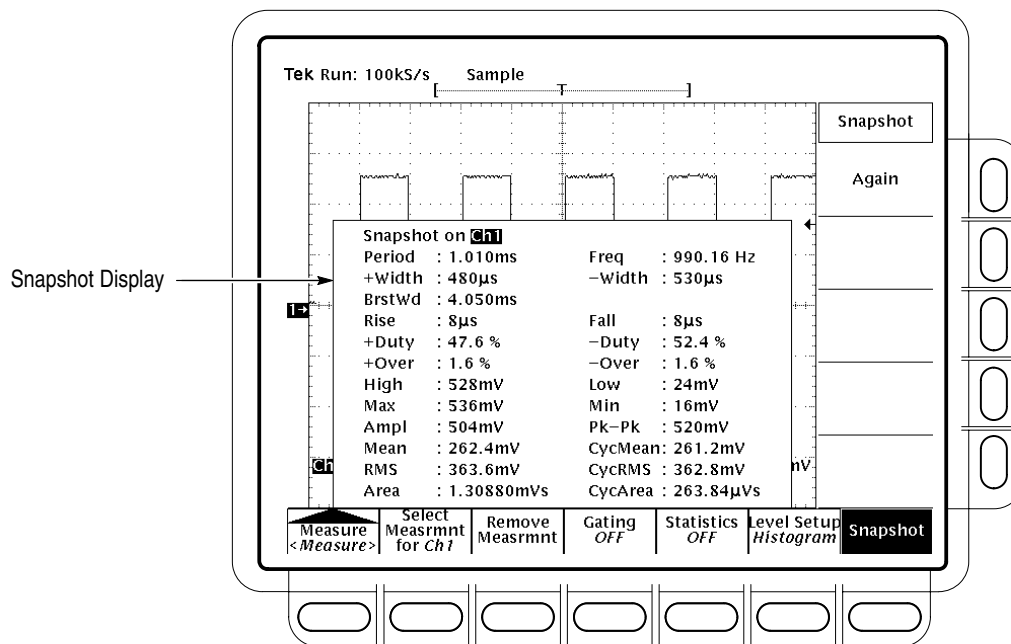 Tek Run: 100kS/s Sample
[ T ]
Snapshot
Again
Snapshot on Ch1
Period : 1.010ms Freq : 990.16 Hz
+Width : 480µs −Width : 530µs
Snapshot Display
BrstWd : 4.050ms
1→
Rise : 8µs Fall : 8µs
+Duty : 47.6 % −Duty : 52.4 %
+Over : 1.6 % −Over : 1.6 %
High : 528mV Low : 24mV
Max : 536mV Min : 16mV
Ampl : 504mV Pk−Pk : 520mV
Mean : 262.4mV CycMean: 261.2mV
Ch RMS : 363.6mV CycRMS : 362.8mV mV
Area : 1.30880mVs CycArea : 263.84µVs
Measure
<Measure>
Select
Measrmnt
for Ch1
Remove
Measrmnt
Gating
OFF
Statistics
OFF
Level Setup
Histogram
Snapshot